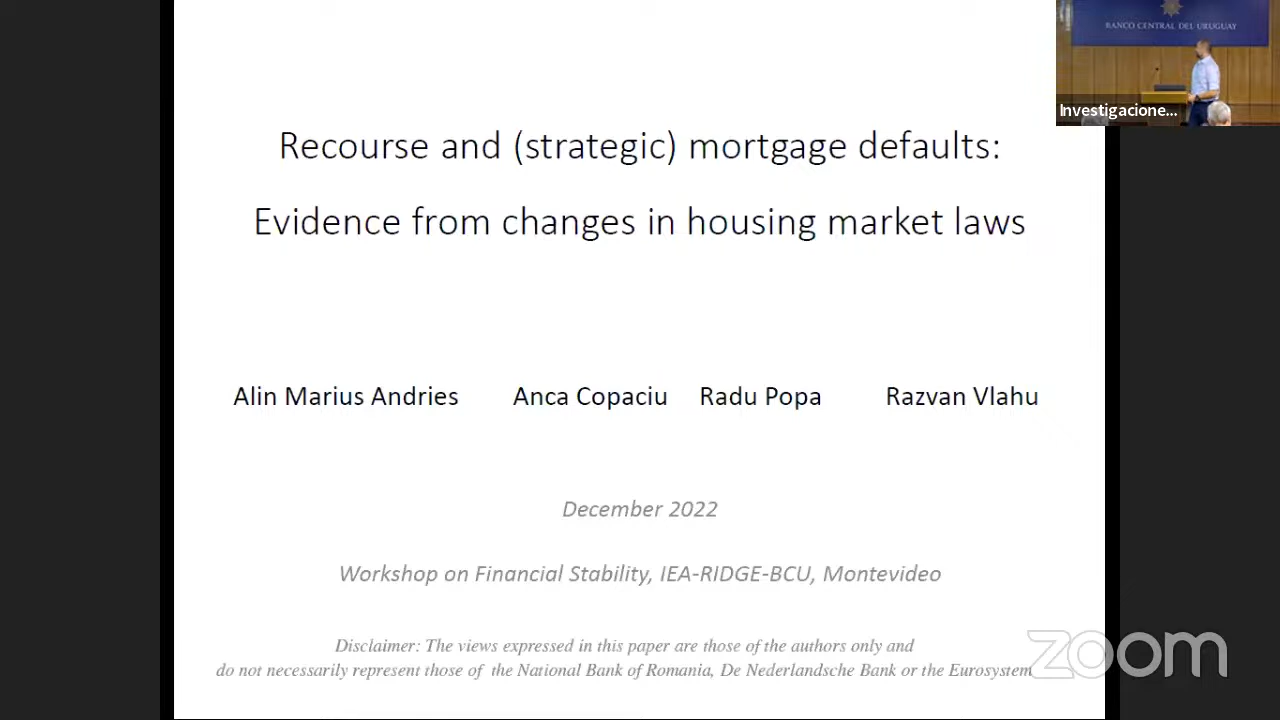 BANCO CENTRAL DEL URUGUAY
Investigacione...
Recourse and (strategic) mortgage defaults:
Evidence from changes in housing market laws
Alin Marius Andries Anca Copaciu Radu Popa Razvan Vlahu
December 2022
Workshop on Financial Stability, IEA-RIDGE-BCU, Montevideo
Disclaimer: The views expressed in this paper are those of the authors only and
do not necessarily represent those of the National Bank of Romania, De Nederlandsche Bank or the Eurosystem
zoom